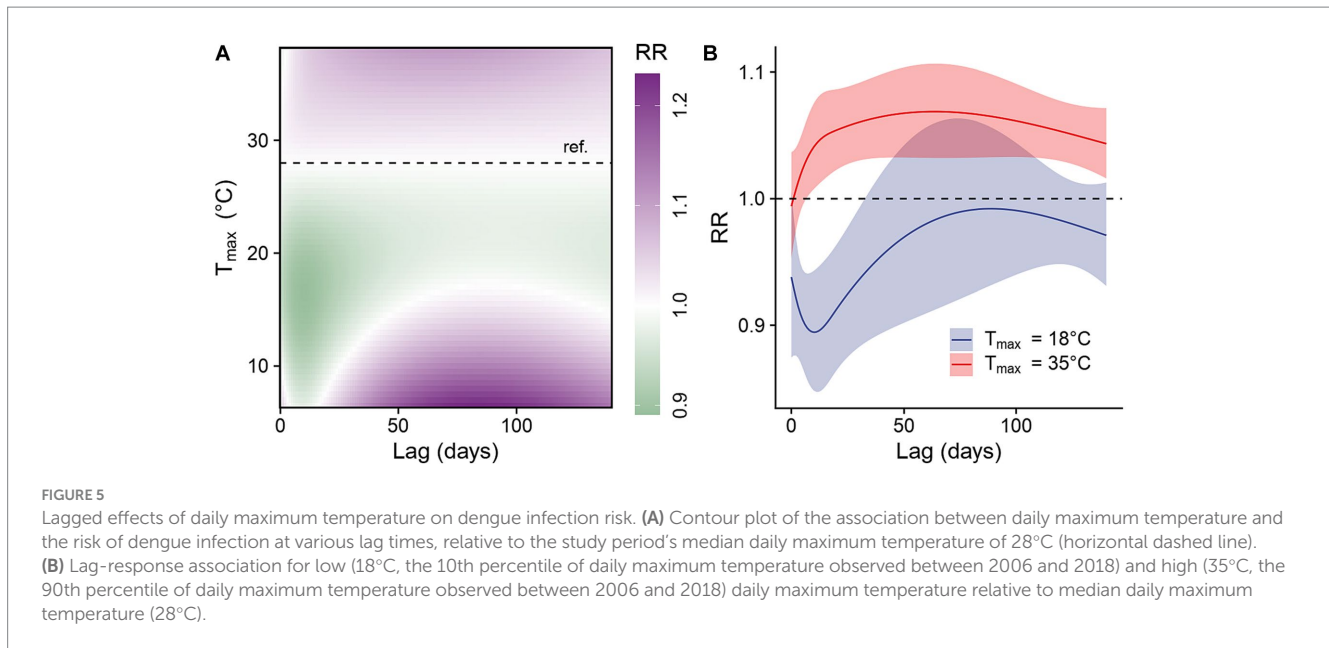 A
RR
1.2
1.1
1.0
0.9
ref.
30
20
10
Tmax (°C)
0
50
100
Lag (days)
B
1.1
1.0
0.9
RR
Tmax = 18°C
Tmax = 35°C
0
50
100
Lag (days)
FIGURE 5
Lagged effects of daily maximum temperature on dengue infection risk. (A) Contour plot of the association between daily maximum temperature and
the risk of dengue infection at various lag times, relative to the study period's median daily maximum temperature of 28°C (horizontal dashed line).
(B) Lag-response association for low (18°C, the 10th percentile of daily maximum temperature observed between 2006 and 2018) and high (35°C, the
90th percentile of daily maximum temperature observed between 2006 and 2018) daily maximum temperature relative to median daily maximum
temperature (28°C).